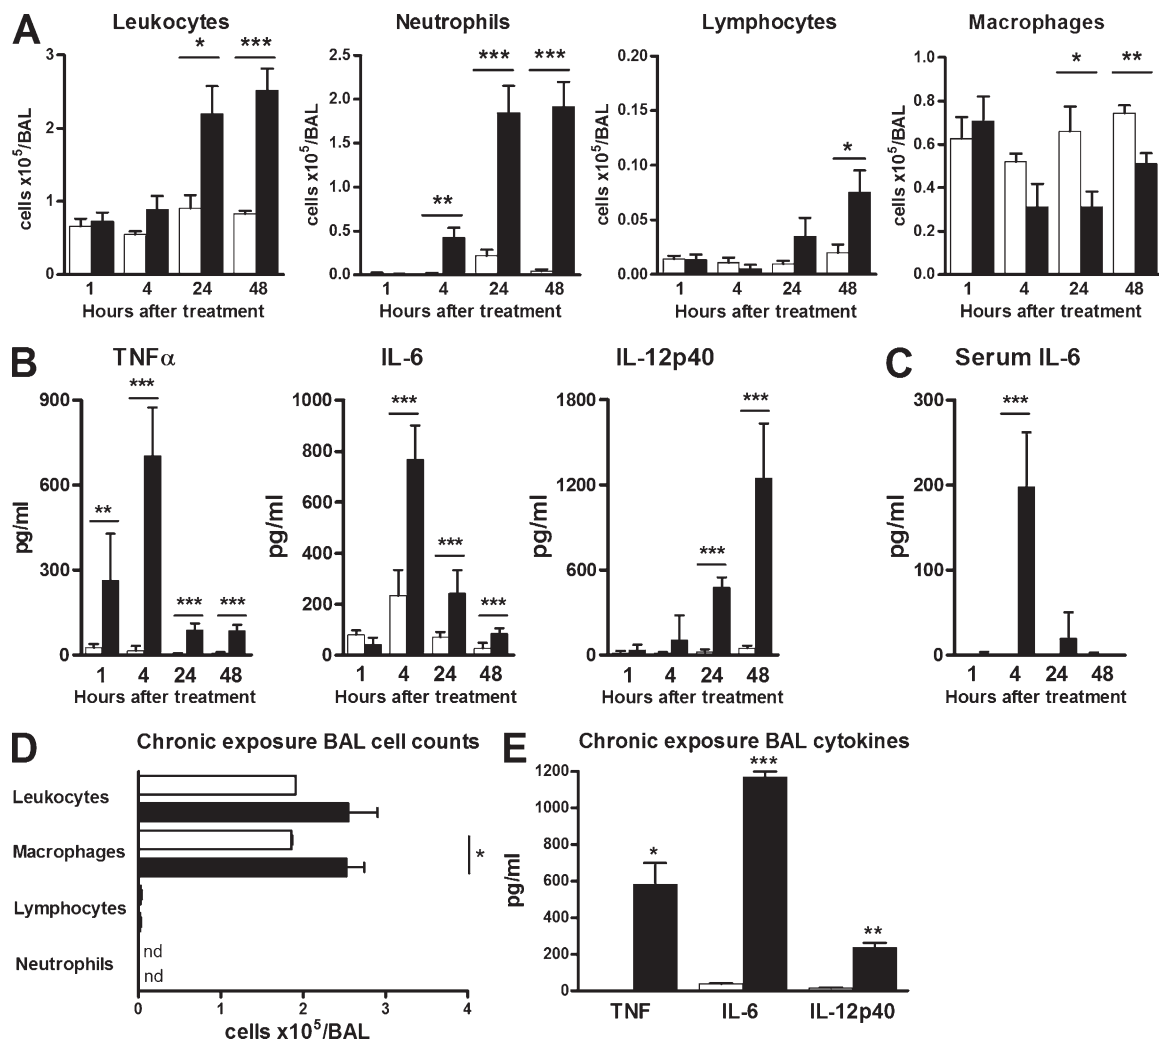 A
Leukocytes
Neutrophils
Lymphocytes
Macrophages
* ***
** *** ***
*
* **
cells x10⁵/BAL
3
2
1
0
cells x10⁵/BAL
2.5
2.0
1.5
1.0
0.5
0.0
cells x10⁵/BAL
0.20
0.15
0.10
0.05
0.00
cells x10⁵/BAL
1.0
0.8
0.6
0.4
0.2
0.0
1 4 24 48
1 4 24 48
1 4 24 48
1 4 24 48
Hours after treatment
Hours after treatment
Hours after treatment
Hours after treatment
B
TNFα
IL-6
IL-12p40
C
Serum IL-6
pg/ml
900
600
300
0
** *** *** ***
1 4 24 48
Hours after treatment
pg/ml
1000
800
600
400
200
0
*** *** ***
1 4 24 48
Hours after treatment
pg/ml
1800
1200
600
0
*** ***
1 4 24 48
Hours after treatment
pg/ml
300
200
100
0
***
1 4 24 48
Hours after treatment
D
Chronic exposure BAL cell counts
Leukocytes
Macrophages
*
Lymphocytes
Neutrophils
nd
nd
0 1 2 3 4
cells x10⁵/BAL
E
Chronic exposure BAL cytokines
pg/ml
1200
1000
800
600
400
200
0
* *** **
TNF IL-6 IL-12p40